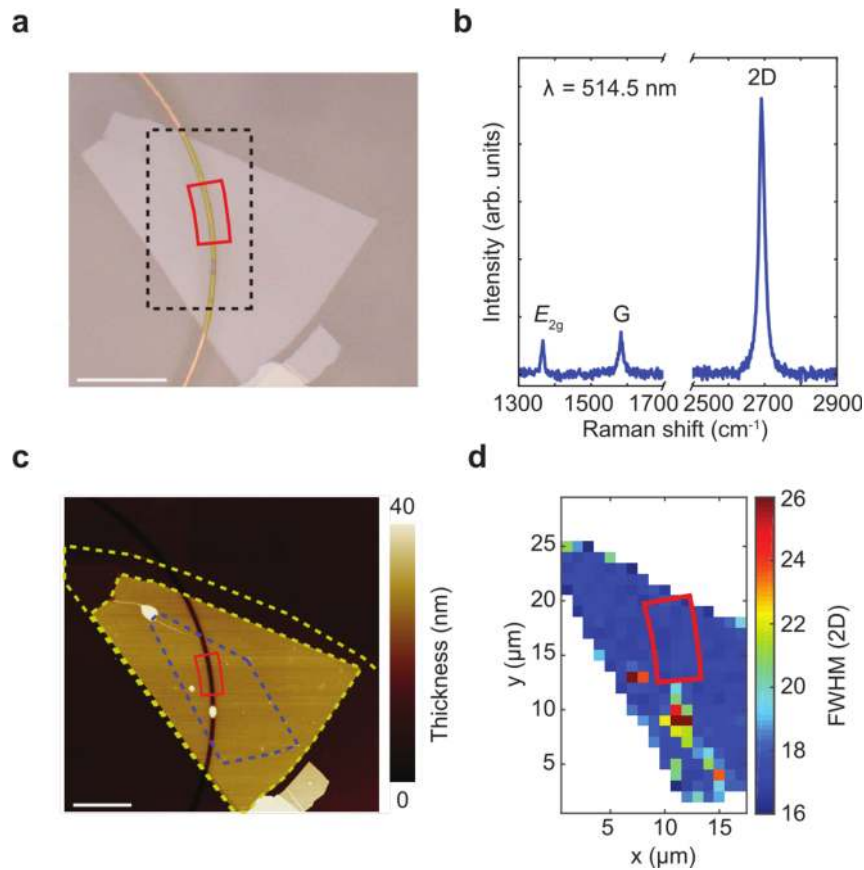 a
b
λ = 514.5 nm
2D
E2g
G
Intensity (arb. units)
1300 1500 1700 2500 2700 2900
Raman shift (cm-1)
c
40
Thickness (nm)
0
d
25
20
15
10
5
y (µm)
5 10 15
x (µm)
26
24
22
20
18
16
FWHM (2D)